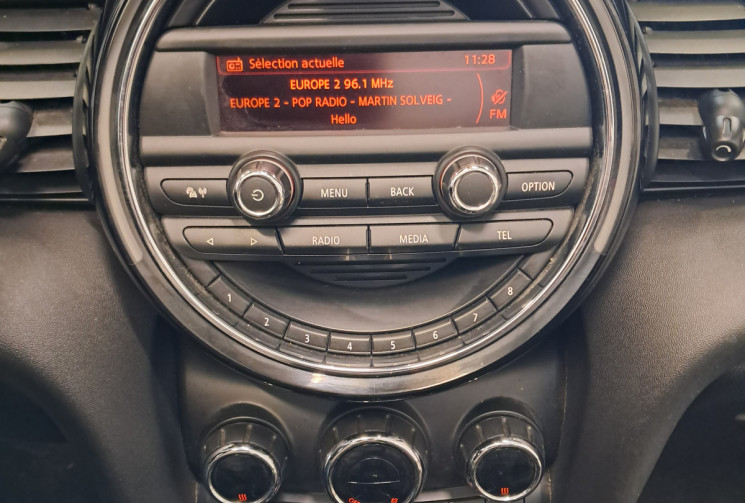 Sélection actuelle 11:28
EUROPE 2 96.1 MHz
EUROPE 2 - POP RADIO - MARTIN SOLVEIG -
Hello
FM
MENU BACK OPTION
RADIO MEDIA TEL
1 2 3 4 5 6 7 8